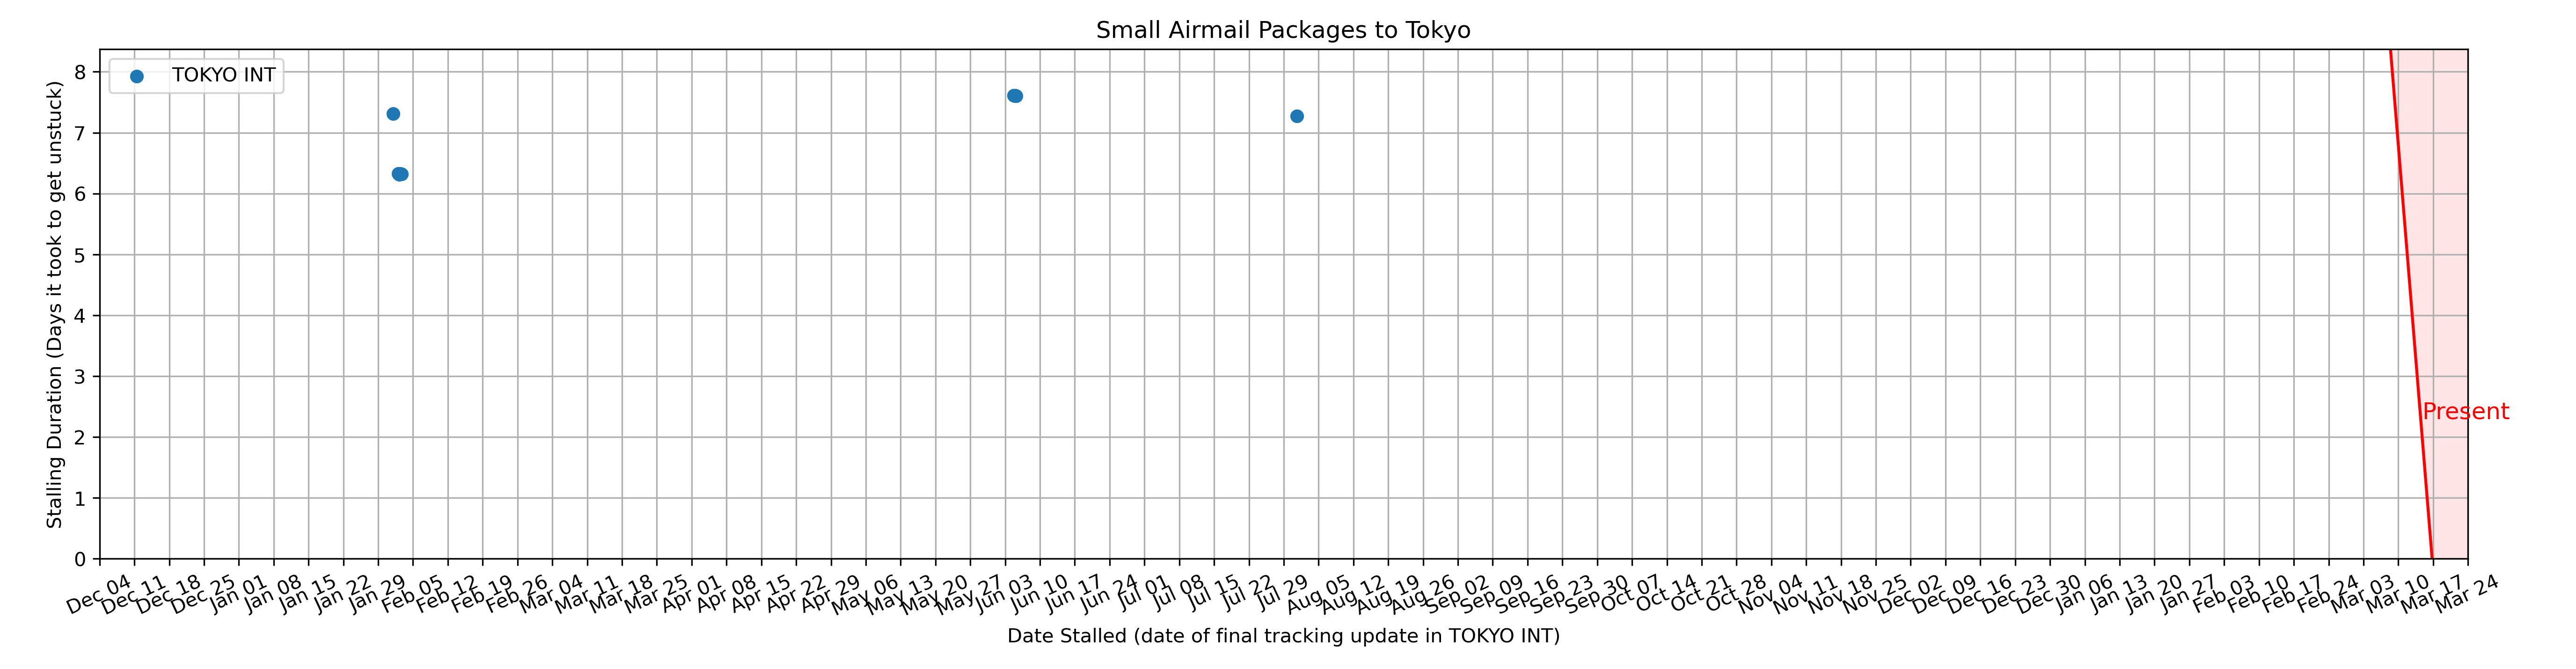 Small Airmail Packages to Tokyo
TOKYO INT
Stalling Duration (Days it took to get unstuck)
8
7
6
5
4
3
2
1
0
Present
Dec 04
Dec 11
Dec 18
Dec 25
Jan 01
Jan 08
Jan 15
Jan 22
Jan 29
Feb 05
Feb 12
Feb 19
Feb 26
Mar 04
Mar 11
Mar 18
Mar 25
Apr 01
Apr 08
Apr 15
Apr 22
Apr 29
May 06
May 13
May 20
May 27
Jun 03
Jun 10
Jun 17
Jun 24
Jul 01
Jul 08
Jul 15
Jul 22
Jul 29
Aug 05
Aug 12
Aug 19
Aug 26
Sep 02
Sep 09
Sep 16
Sep 23
Sep 30
Oct 07
Oct 14
Oct 21
Oct 28
Nov 04
Nov 11
Nov 18
Nov 25
Dec 02
Dec 09
Dec 16
Dec 23
Dec 30
Jan 06
Jan 13
Jan 20
Jan 27
Feb 03
Feb 10
Feb 17
Feb 24
Mar 03
Mar 10
Mar 17
Mar 24
Date Stalled (date of final tracking update in TOKYO INT)